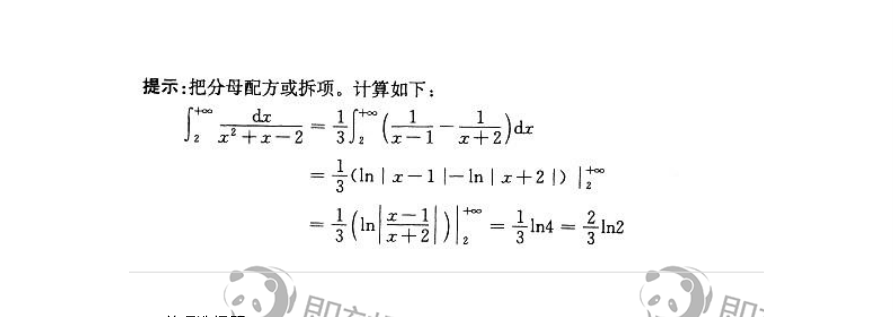 提示:把分母配方或拆项。计算如下:
∫₂^{+∞} dx/(x²+x−2) = 1/3 ∫₂^{+∞} (1/(x−1) − 1/(x+2))dx
= 1/3 (ln|x−1|−ln|x+2|) |₂^{+∞}
= 1/3 (ln|(x−1)/(x+2)|) |₂^{+∞} = 1/3 ln4 = 2/3 ln2